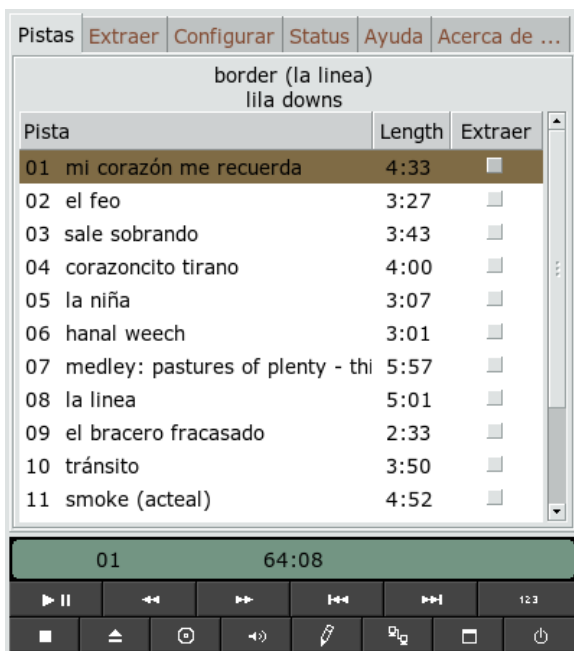 Pistas Extraer Configurar Status Ayuda Acerca de ...
border (la linea)
lila downs
Pista Length Extraer
01 mi corazón me recuerda 4:33
02 el feo 3:27
03 sale sobrando 3:43
04 corazoncito tirano 4:00
05 la niña 3:07
06 hanal weech 3:01
07 medley: pastures of plenty - thi 5:57
08 la linea 5:01
09 el bracero fracasado 2:33
10 tránsito 3:50
11 smoke (acteal) 4:52
01 64:08
123